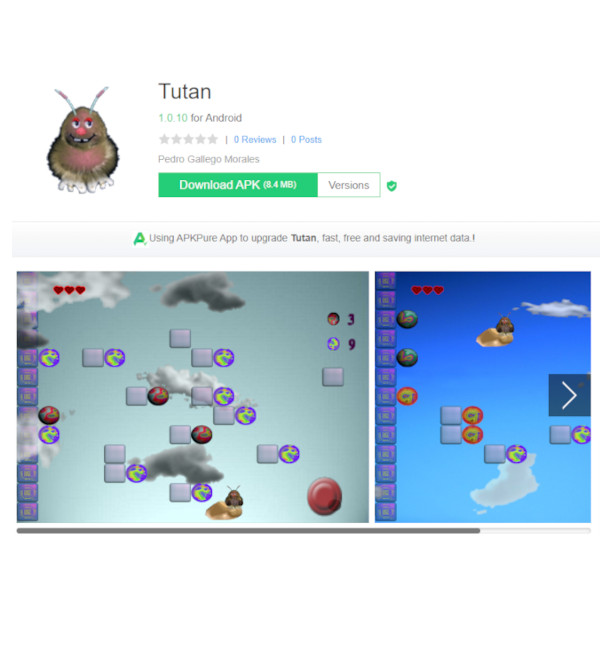 Tutan
1.0.10 for Android
| 0 Reviews | 0 Posts
Pedro Gallego Morales
Download APK (8.4 MB) Versions
Using APKPure App to upgrade Tutan, fast, free and saving internet data.!
3
9